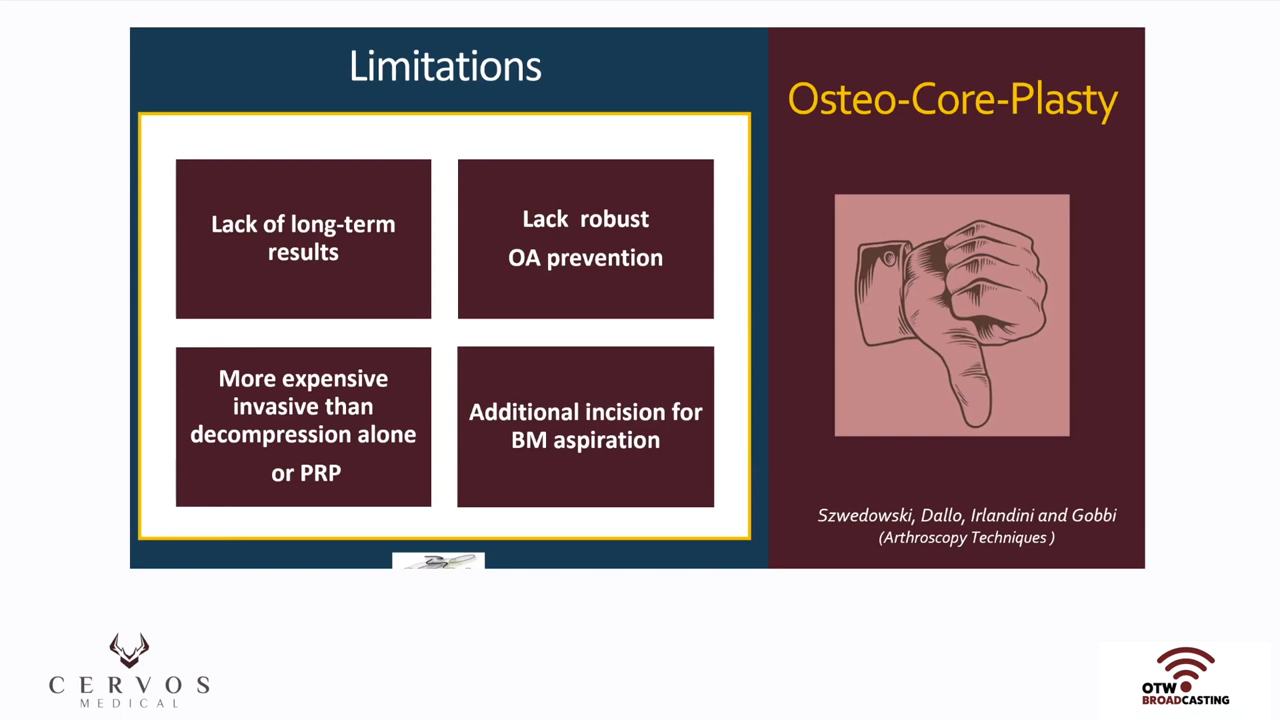 Limitations
Osteo-Core-Plasty
Lack of long-term
results
Lack robust
OA prevention
More expensive
invasive than
decompression alone
or PRP
Additional incision for
BM aspiration
Szwedowski, Dallo, Irlandini and Gobbi
(Arthroscopy Techniques )
CERVOS
MEDICAL
OTW
BROADCASTING